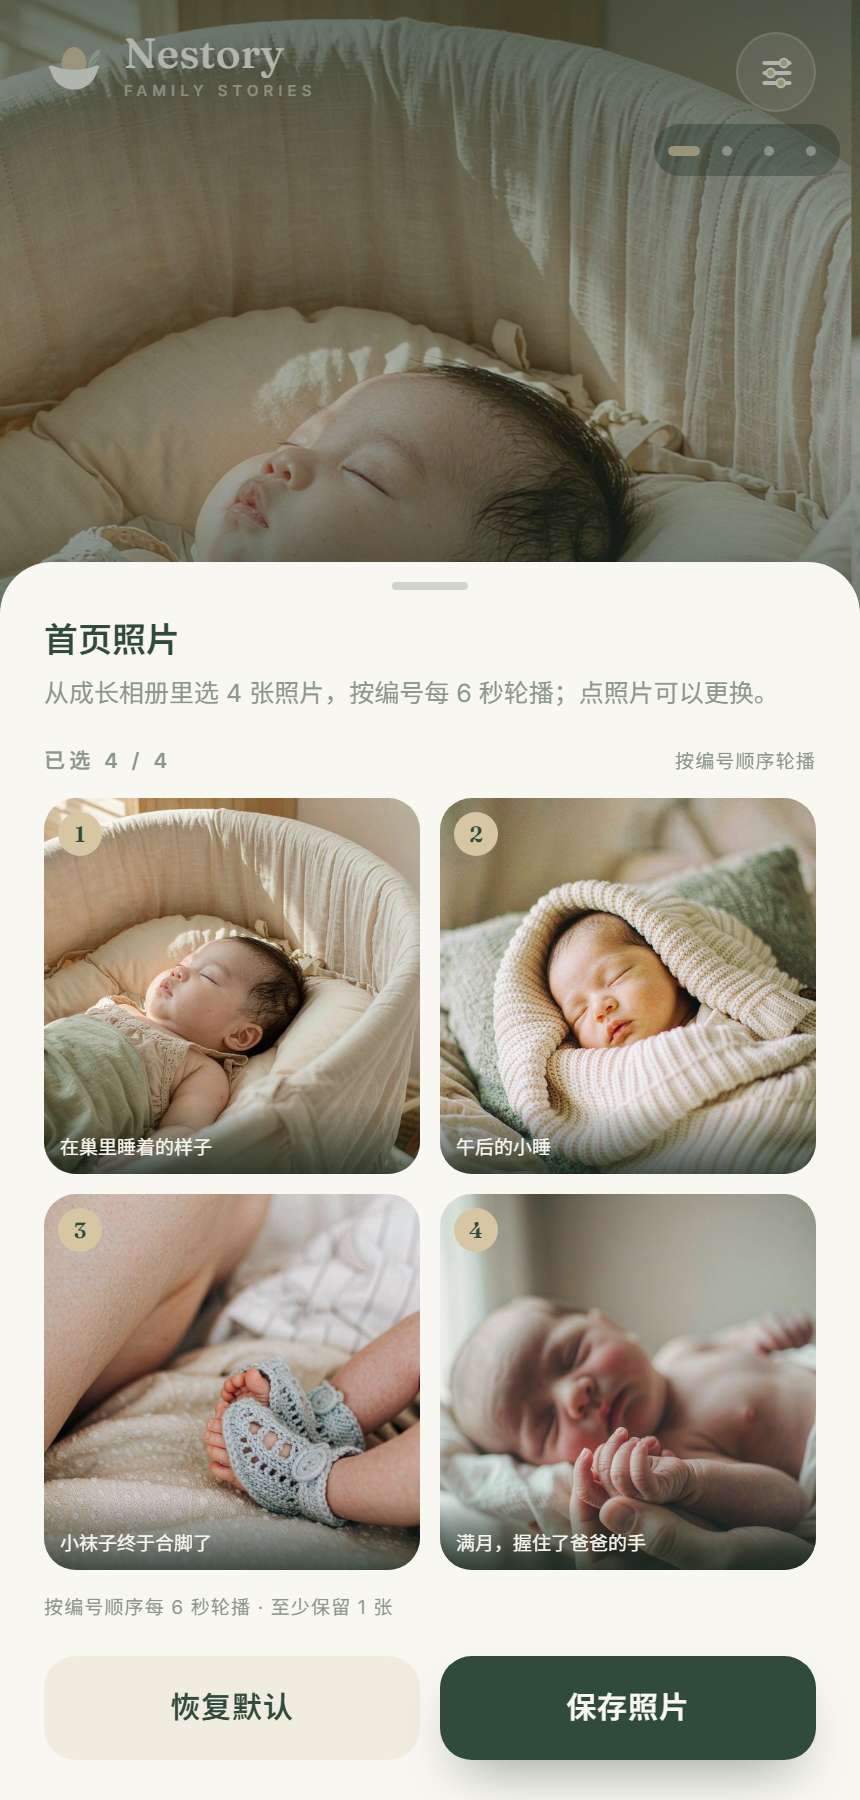 Nestory
FAMILY STORIES
首页照片
从成长相册里选 4 张照片，按编号每 6 秒轮播；点照片可以更换。
已选 4 / 4
按编号顺序轮播
1
2
在巢里睡着的样子
午后的小睡
3
4
小袜子终于合脚了
满月，握住了爸爸的手
按编号顺序每 6 秒轮播 · 至少保留 1 张
恢复默认
保存照片